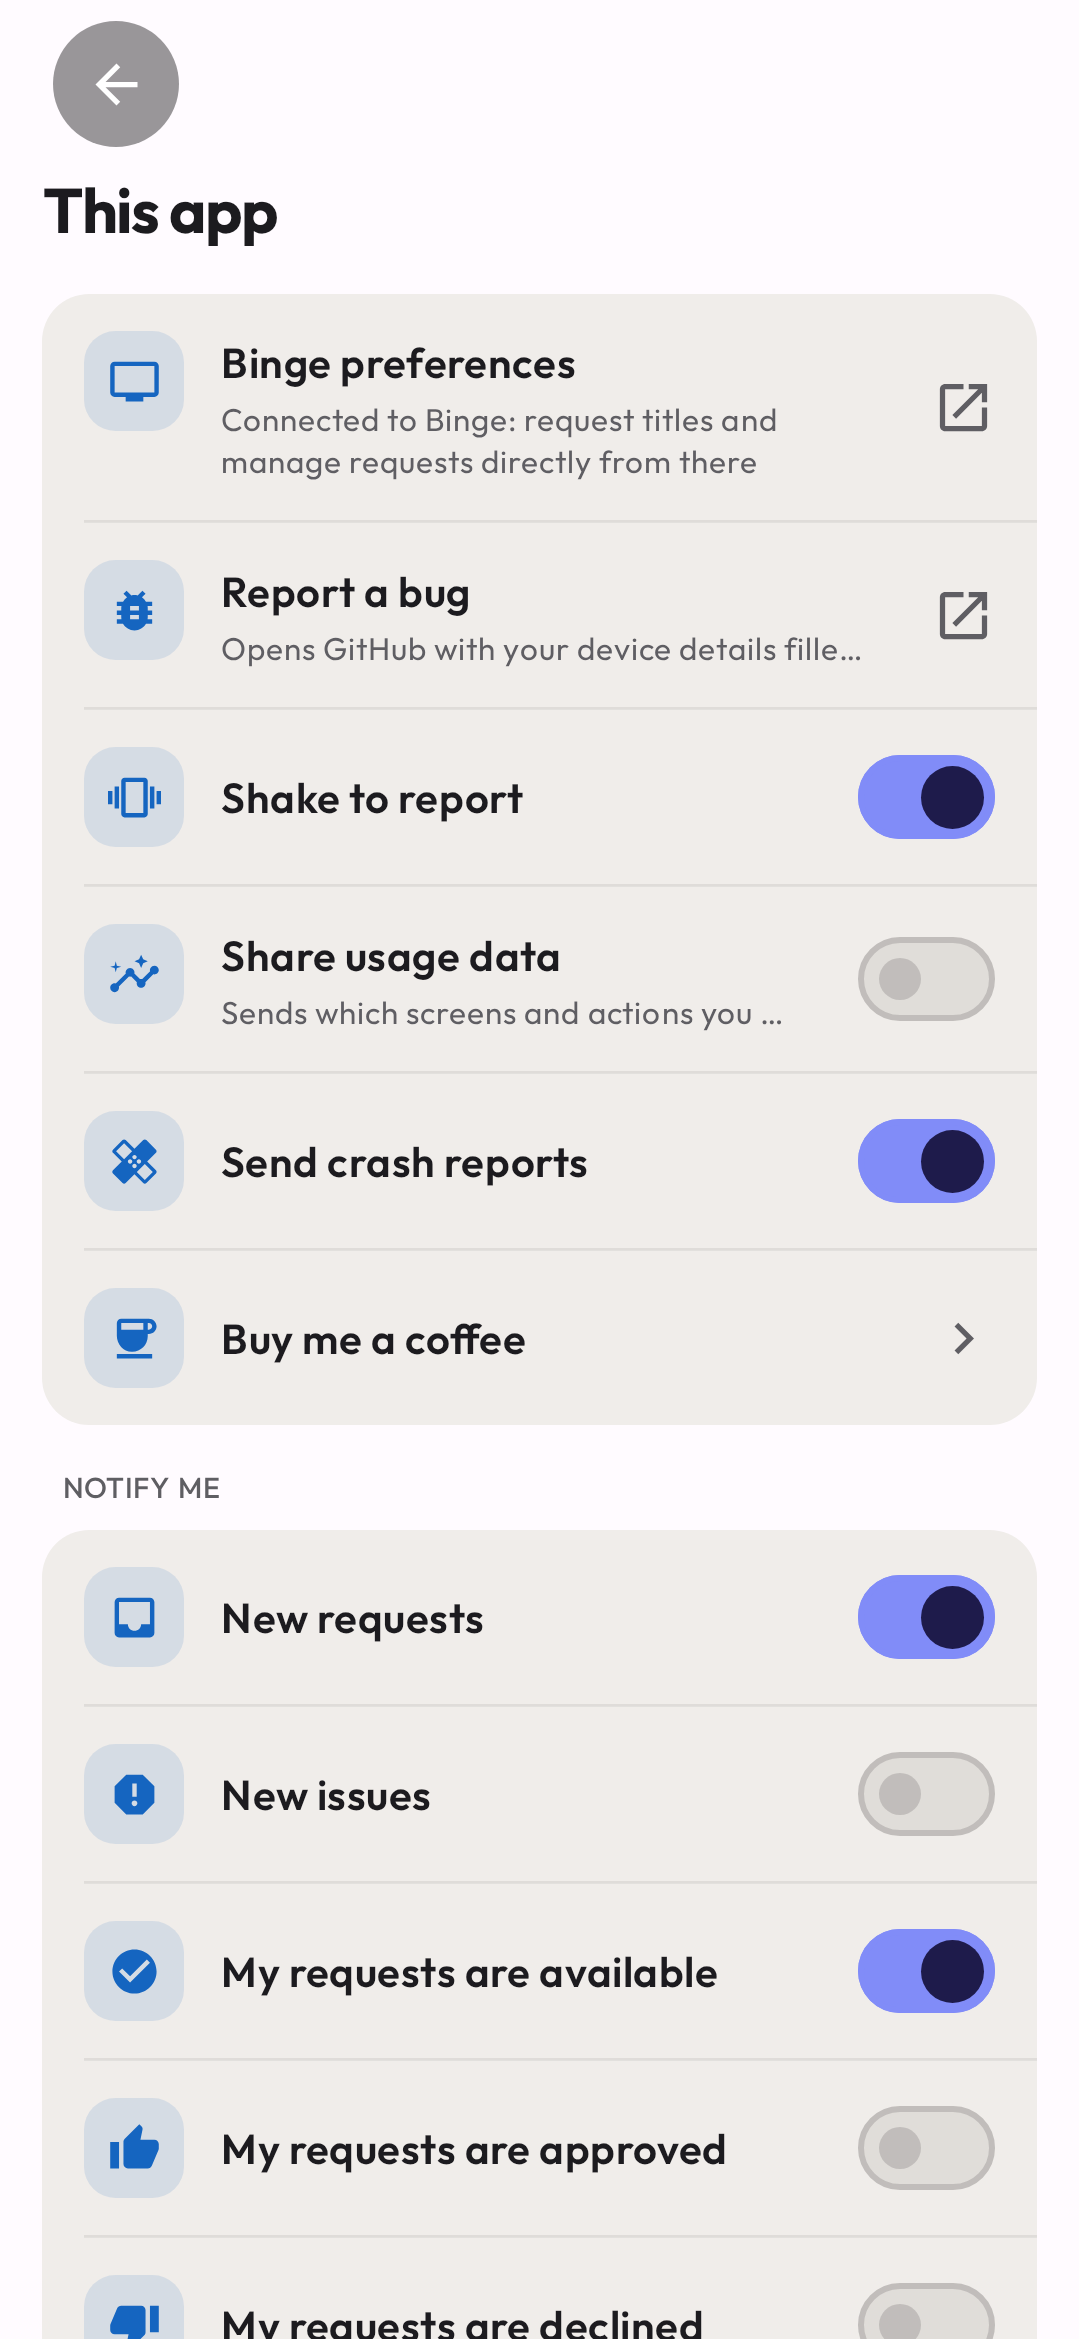 This app
Binge preferences
Connected to Binge: request titles and
manage requests directly from there
Report a bug
Opens GitHub with your device details fille…
Shake to report
Share usage data
Sends which screens and actions you …
Send crash reports
Buy me a coffee
NOTIFY ME
New requests
New issues
My requests are available
My requests are approved
My requests are declined